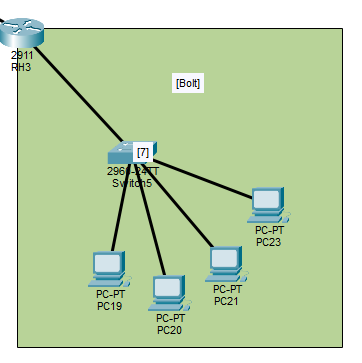 2911
RH3
[Bolt]
[7]
2960-24TT
Switch5
PC-PT
PC23
PC-PT
PC19
PC-PT
PC20
PC-PT
PC21